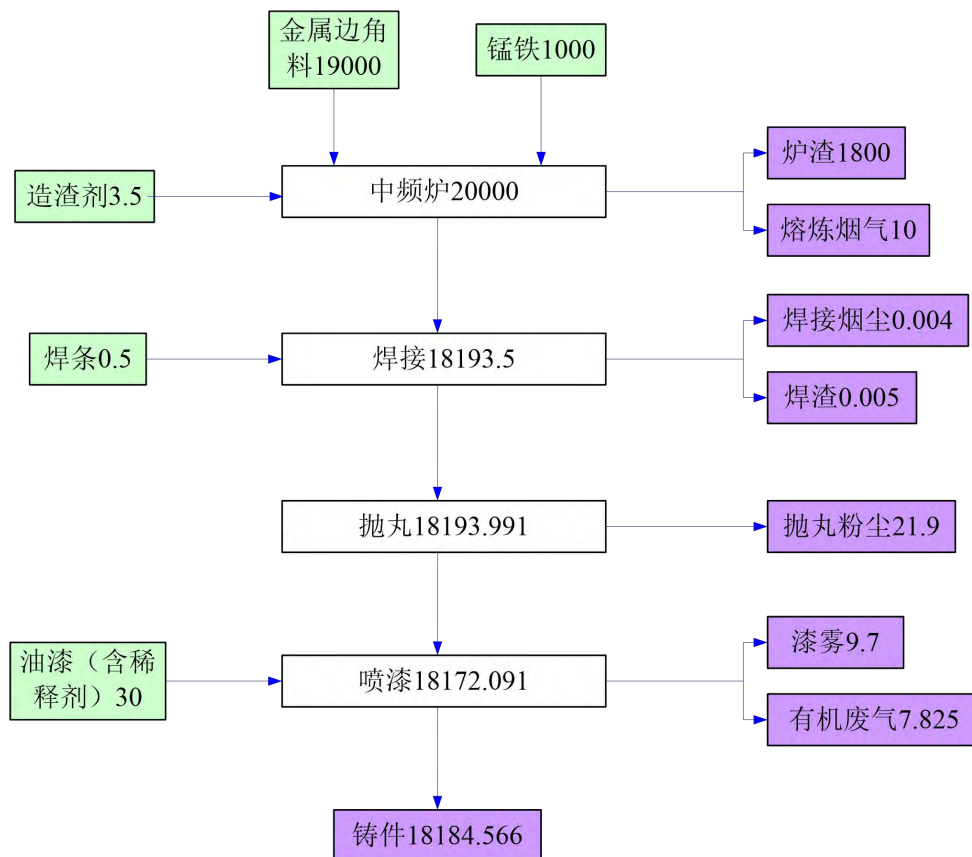 金属边角
料19000
锰铁1000
炉渣1800
造渣剂3.5
中频炉20000
熔炼烟气10
焊接烟尘0.004
焊条0.5
焊接18193.5
焊渣0.005
抛丸18193.991
抛丸粉尘21.9
油漆（含稀
释剂）30
喷漆18172.091
漆雾9.7
有机废气7.825
铸件18184.566